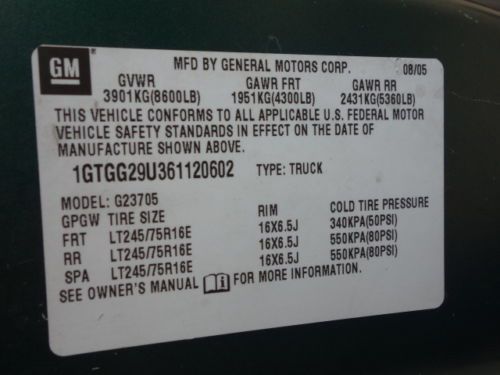 GM
MFD BY GENERAL MOTORS CORP. 08/05
GVWR GAWR FRT GAWR RR
3901KG(8600LB) 1951KG(4300LB) 2431KG(5360LB)
THIS VEHICLE CONFORMS TO ALL APPLICABLE U.S. FEDERAL MOTOR
VEHICLE SAFETY STANDARDS IN EFFECT ON THE DATE OF
MANUFACTURE SHOWN ABOVE.
1GTGG29U361120602 TYPE: TRUCK
MODEL: G23705
GPGW TIRE SIZE RIM COLD TIRE PRESSURE
FRT LT245/75R16E 16X6.5J 340KPA(50PSI)
RR LT245/75R16E 16X6.5J 550KPA(80PSI)
SPA LT245/75R16E 16X6.5J 550KPA(80PSI)
SEE OWNER'S MANUAL FOR MORE INFORMATION.